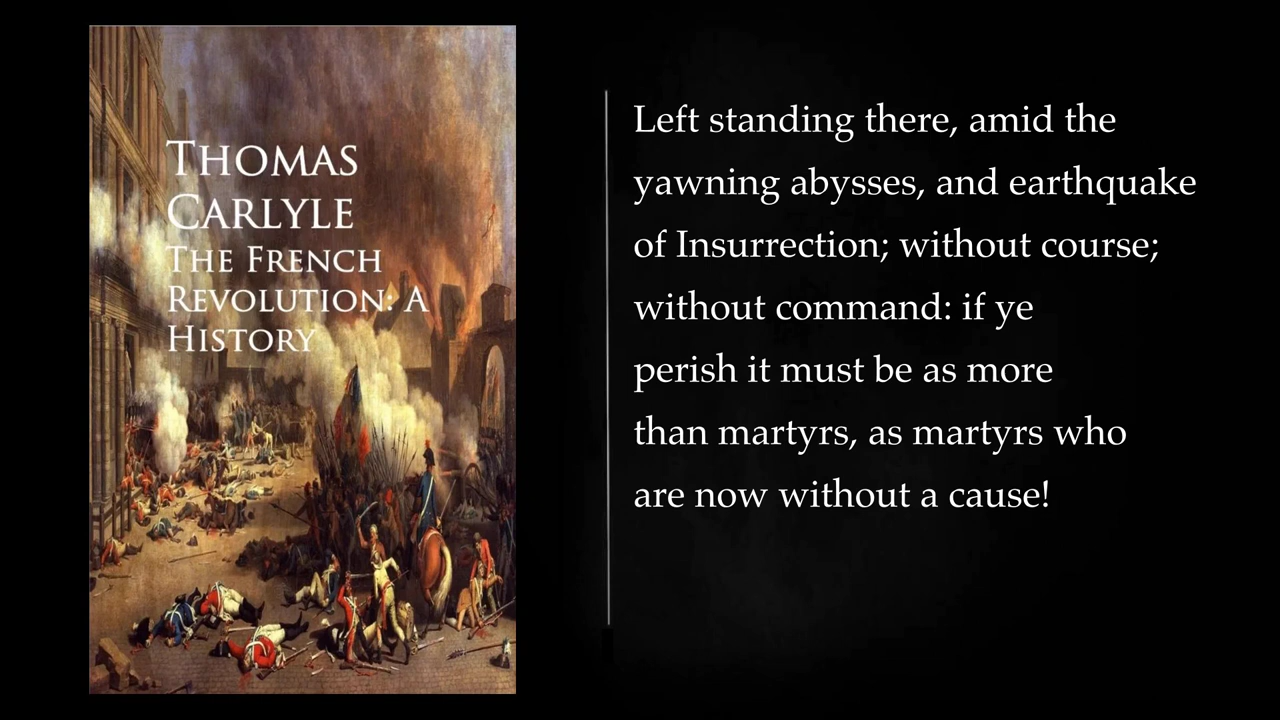 THOMAS
CARLYLE
THE FRENCH
REVOLUTION: A
HISTORY
Left standing there, amid the
yawning abysses, and earthquake
of Insurrection; without course;
without command: if ye
perish it must be as more
than martyrs, as martyrs who
are now without a cause!